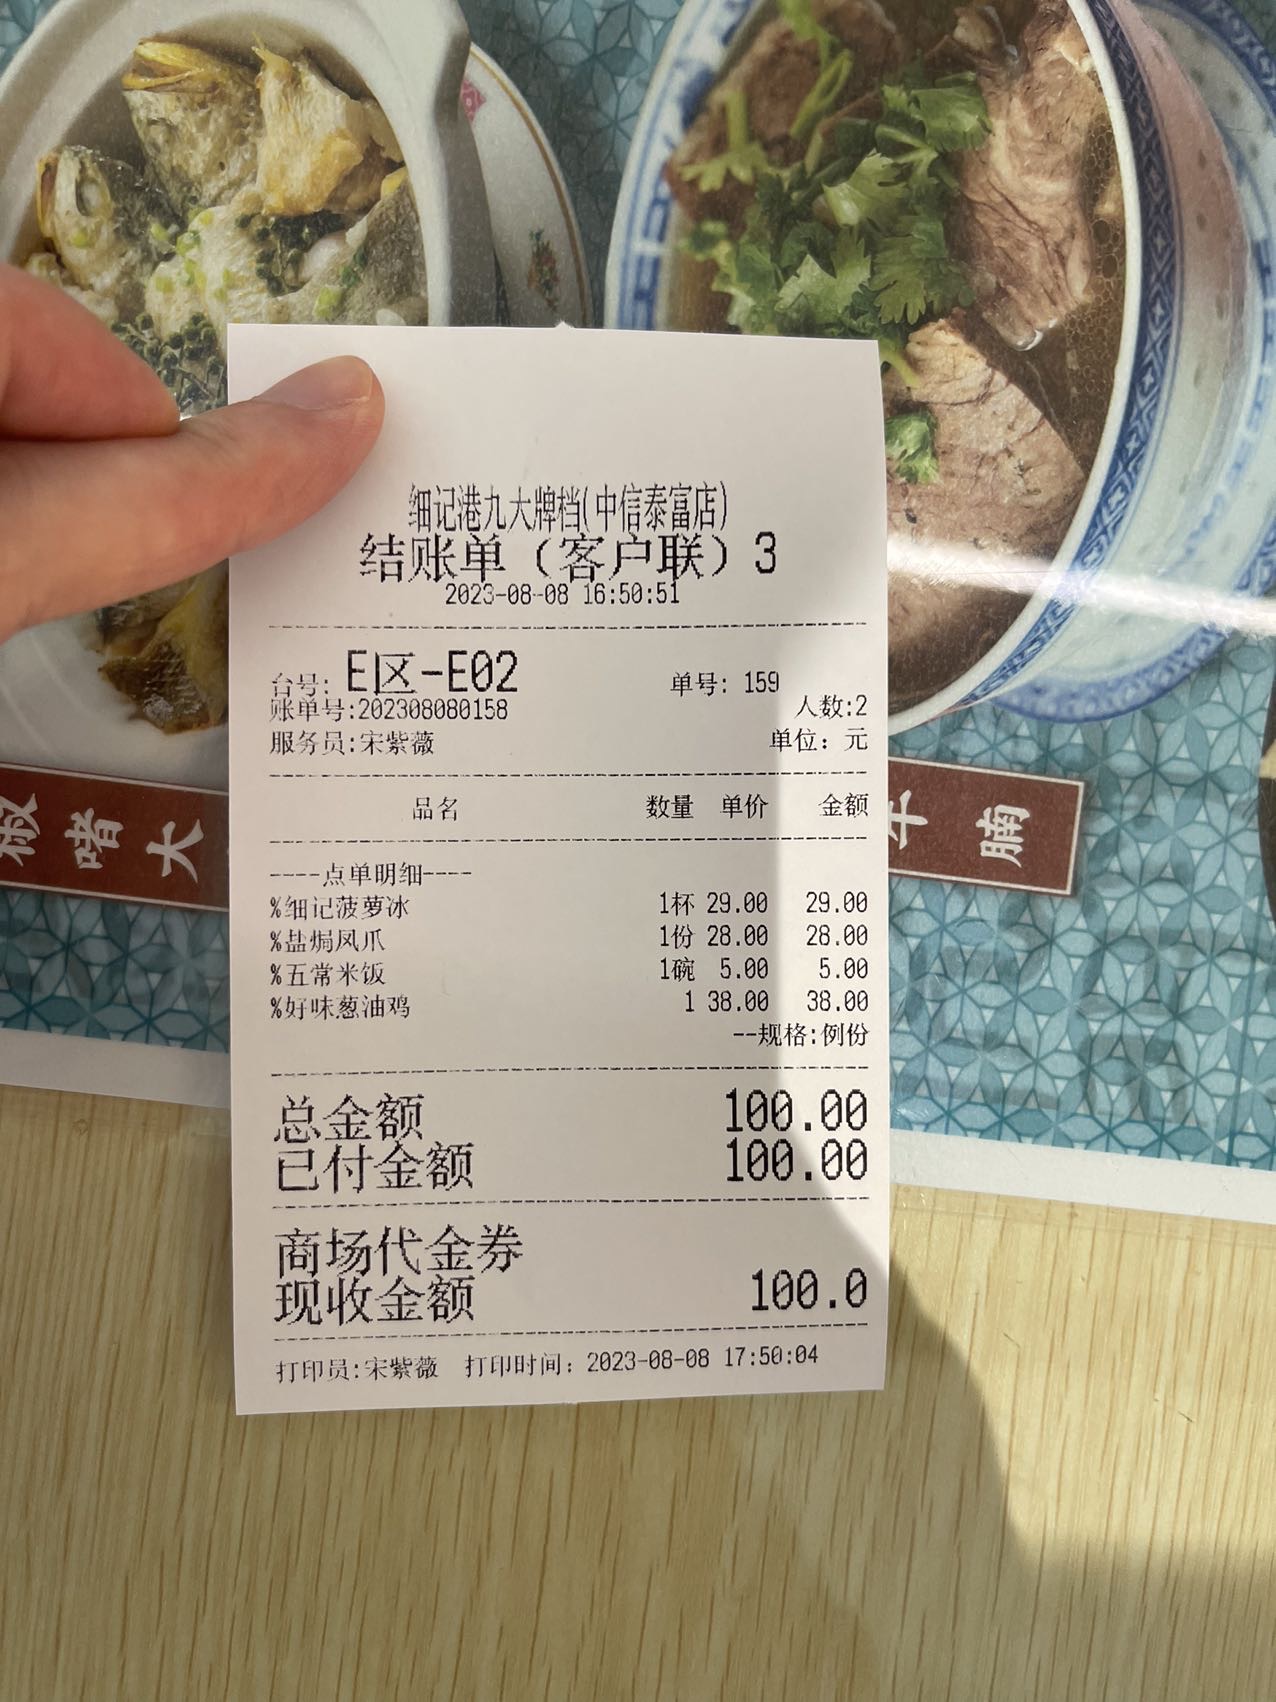 细记港九大牌档(中信泰富店)
结账单（客户联）3
2023-08-08 16:50:51
台号: E区-E02 单号: 159
账单号:202308080158 人数:2
服务员:宋紫薇 单位: 元
品名 数量 单价 金额
----点单明细----
%细记菠萝冰 1杯 29.00 29.00
%盐焗凤爪 1份 28.00 28.00
%五常米饭 1碗 5.00 5.00
%好味葱油鸡 1 38.00 38.00
--规格:例份
总金额 100.00
已付金额 100.00
商场代金券
现收金额 100.0
打印员:宋紫薇 打印时间: 2023-08-08 17:50:04
椒啫大
牛腩